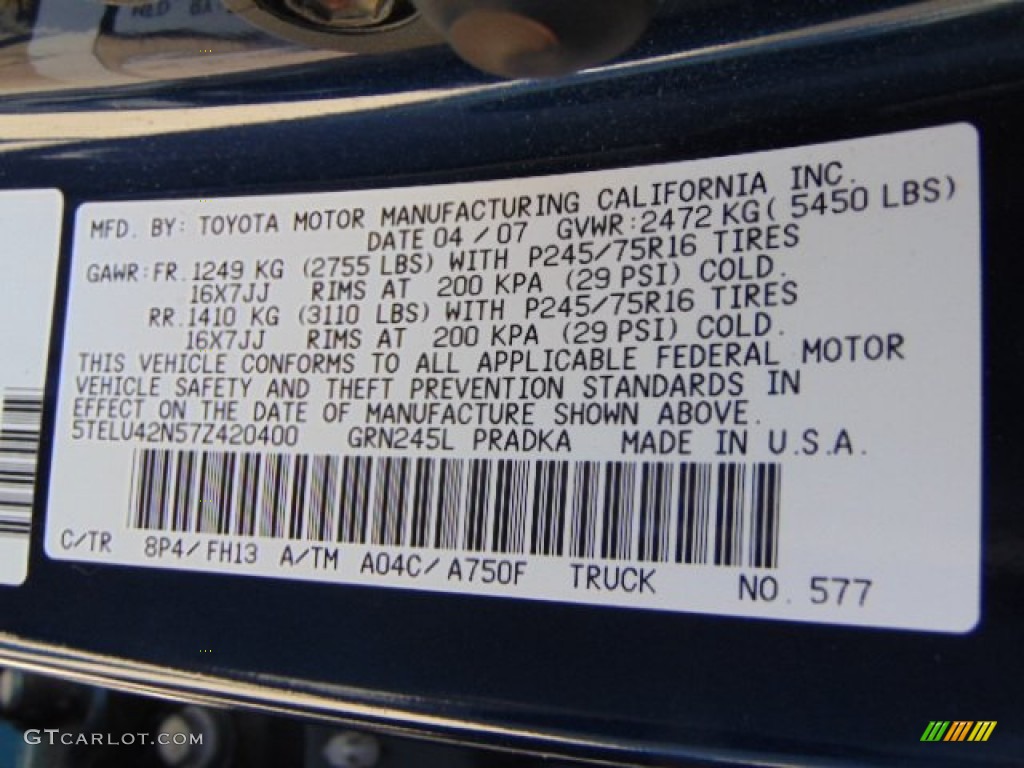 MFD. BY: TOYOTA MOTOR MANUFACTURING CALIFORNIA INC.
DATE 04 / 07 GVWR:2472 KG( 5450 LBS)
GAWR:FR. 1249 KG (2755 LBS) WITH P245/75R16 TIRES
16X7JJ RIMS AT 200 KPA (29 PSI) COLD.
RR.1410 KG (3110 LBS) WITH P245/75R16 TIRES
16X7JJ RIMS AT 200 KPA (29 PSI) COLD.
THIS VEHICLE CONFORMS TO ALL APPLICABLE FEDERAL MOTOR
VEHICLE SAFETY AND THEFT PREVENTION STANDARDS IN
EFFECT ON THE DATE OF MANUFACTURE SHOWN ABOVE.
5TELU42N57Z420400 GRN245L PRADKA MADE IN U.S.A.
C/TR 8P4/FH13 A/TM A04C/A750F TRUCK NO. 577
GTCARLOT.COM